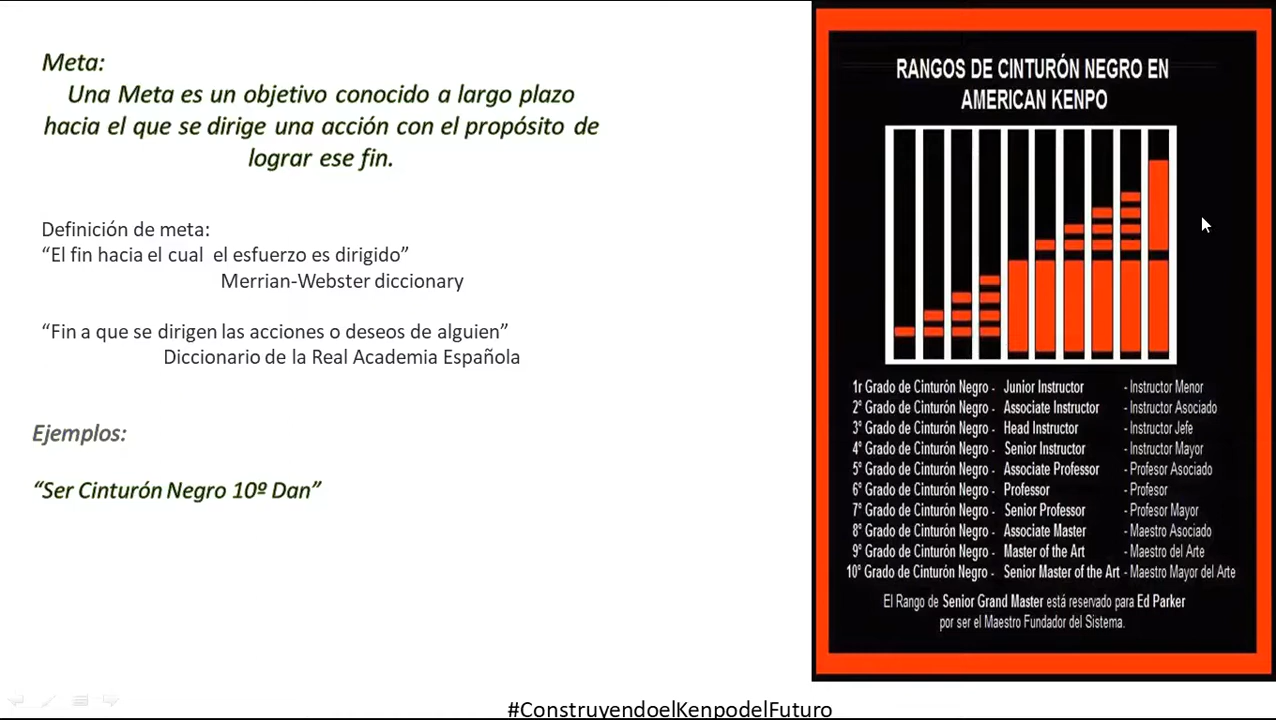 Meta:
Una Meta es un objetivo conocido a largo plazo
hacia el que se dirige una acción con el propósito de
lograr ese fin.
Definición de meta:
“El fin hacia el cual el esfuerzo es dirigido”
Merrian-Webster diccionary
“Fin a que se dirigen las acciones o deseos de alguien”
Diccionario de la Real Academia Española
Ejemplos:
“Ser Cinturón Negro 10º Dan”
RANGOS DE CINTURÓN NEGRO EN
AMERICAN KENPO
1r Grado de Cinturón Negro - Junior Instructor - Instructor Menor
2º Grado de Cinturón Negro - Associate Instructor - Instructor Asociado
3º Grado de Cinturón Negro - Head Instructor - Instructor Jefe
4º Grado de Cinturón Negro - Senior Instructor - Instructor Mayor
5º Grado de Cinturón Negro - Associate Professor - Profesor Asociado
6º Grado de Cinturón Negro - Professor - Profesor
7º Grado de Cinturón Negro - Senior Professor - Profesor Mayor
8º Grado de Cinturón Negro - Associate Master - Maestro Asociado
9º Grado de Cinturón Negro - Master of the Art - Maestro del Arte
10º Grado de Cinturón Negro - Senior Master of the Art - Maestro Mayor del Arte
El Rango de Senior Grand Master está reservado para Ed Parker
por ser el Maestro Fundador del Sistema.
#ConstruyendoelKenpodelFuturo